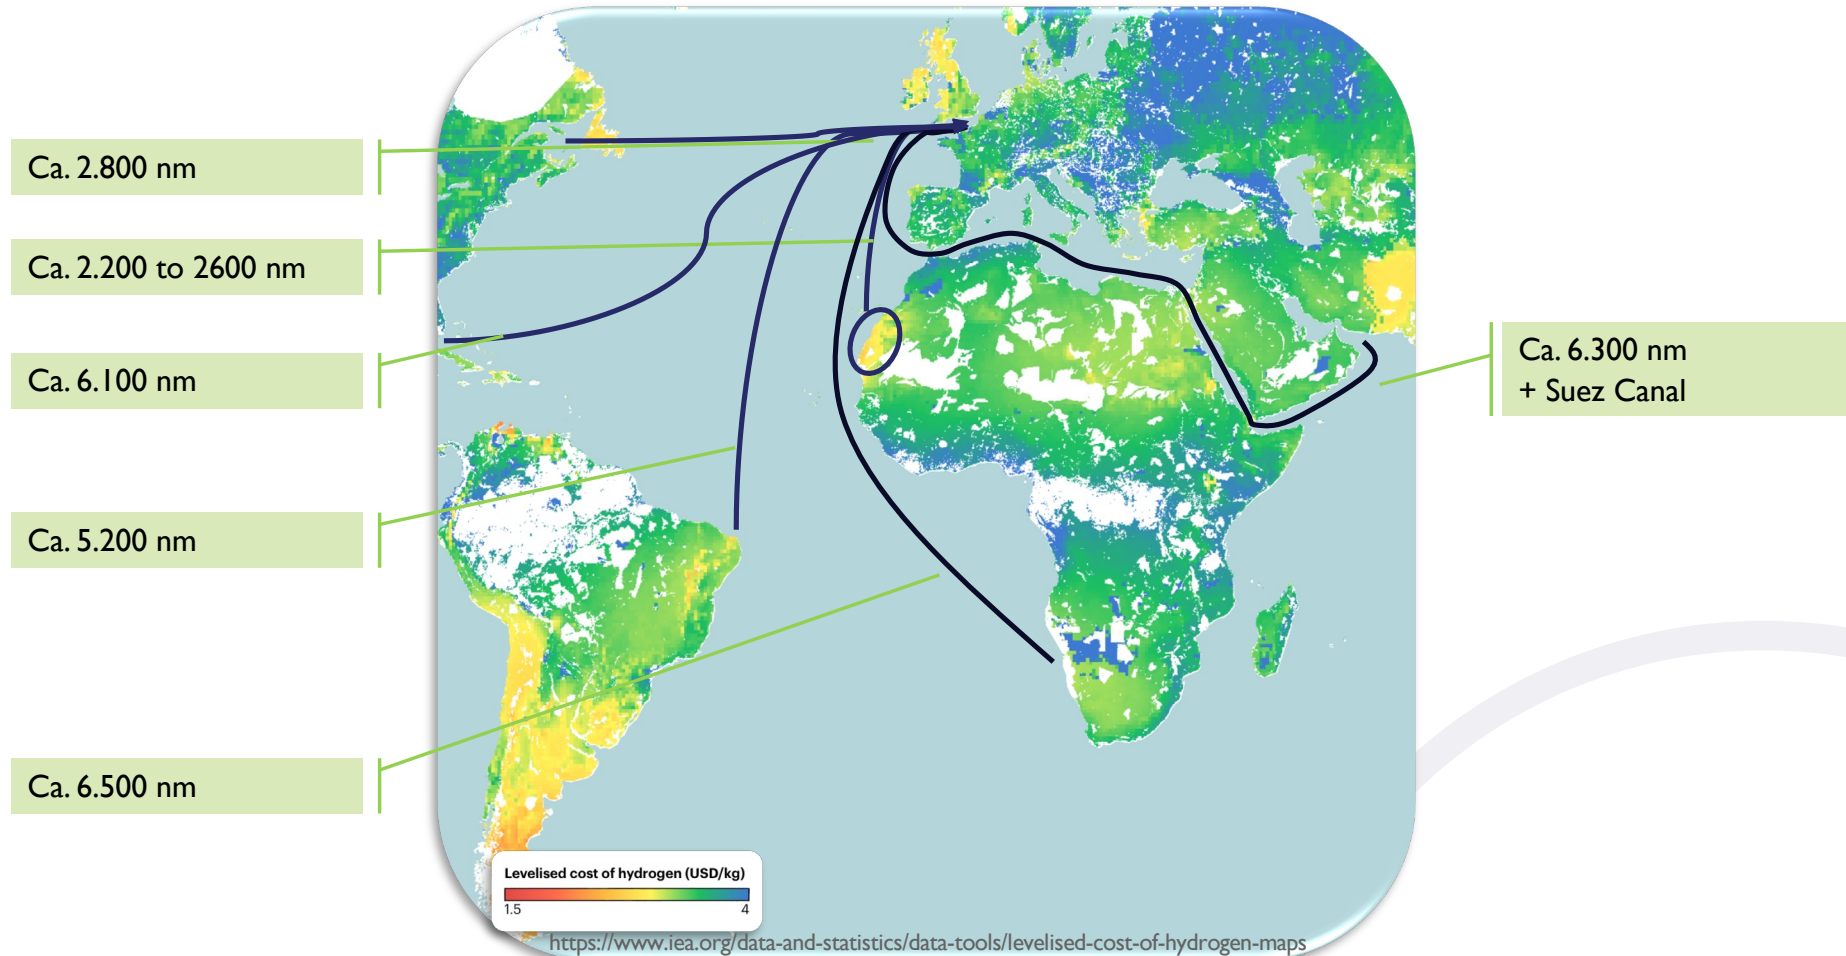 Ca. 2.800 nm
Ca. 2.200 to 2600 nm
Ca. 6.100 nm
Ca. 5.200 nm
Ca. 6.500 nm
Ca. 6.300 nm
+ Suez Canal
Levelised cost of hydrogen (USD/kg)
1.5 4
https://www.iea.org/data-and-statistics/data-tools/levelised-cost-of-hydrogen-maps